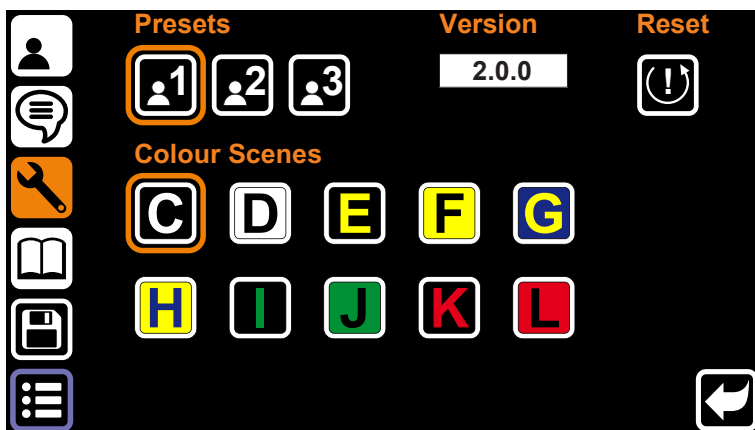 Presets Version Reset
1 2 3 2.0.0 !
Colour Scenes
C D E F G
H I J K L